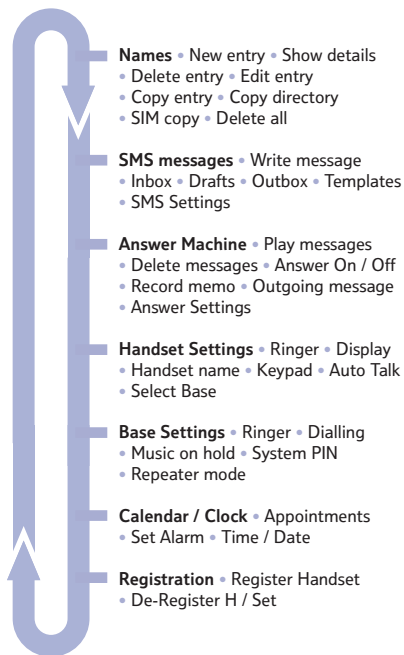 Names • New entry • Show details
• Delete entry • Edit entry
• Copy entry • Copy directory
• SIM copy • Delete all
SMS messages • Write message
• Inbox • Drafts • Outbox • Templates
• SMS Settings
Answer Machine • Play messages
• Delete messages • Answer On / Off
• Record memo • Outgoing message
• Answer Settings
Handset Settings • Ringer • Display
• Handset name • Keypad • Auto Talk
• Select Base
Base Settings • Ringer • Dialling
• Music on hold • System PIN
• Repeater mode
Calendar / Clock • Appointments
• Set Alarm • Time / Date
Registration • Register Handset
• De-Register H / Set